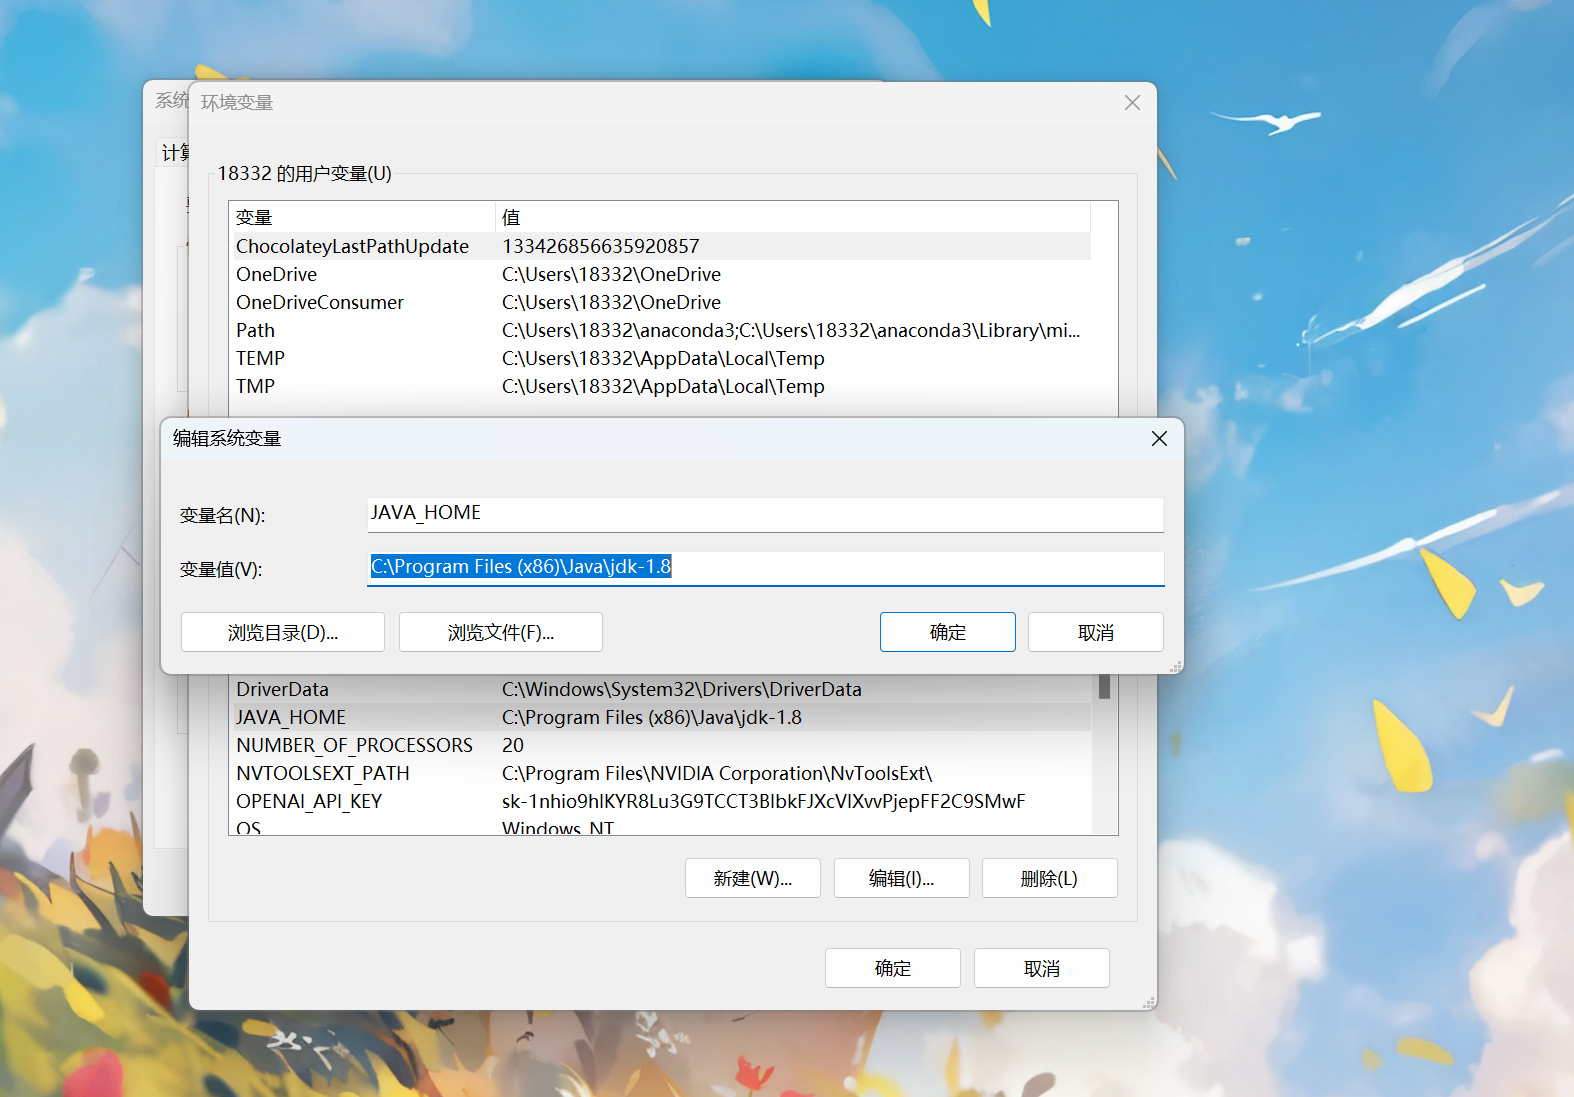 系统
环境变量
计算
18332 的用户变量(U)
变量 值
ChocolateyLastPathUpdate 133426856635920857
OneDrive C:\Users\18332\OneDrive
OneDriveConsumer C:\Users\18332\OneDrive
Path C:\Users\18332\anaconda3;C:\Users\18332\anaconda3\Library\mi...
TEMP C:\Users\18332\AppData\Local\Temp
TMP C:\Users\18332\AppData\Local\Temp
编辑系统变量
变量名(N): JAVA_HOME
变量值(V): C:\Program Files (x86)\Java\jdk-1.8
浏览目录(D)... 浏览文件(F)... 确定 取消
DriverData C:\Windows\System32\Drivers\DriverData
JAVA_HOME C:\Program Files (x86)\Java\jdk-1.8
NUMBER_OF_PROCESSORS 20
NVTOOLSEXT_PATH C:\Program Files\NVIDIA Corporation\NvToolsExt\
OPENAI_API_KEY
OS Windows_NT
新建(W)... 编辑(I)... 删除(L)
确定 取消